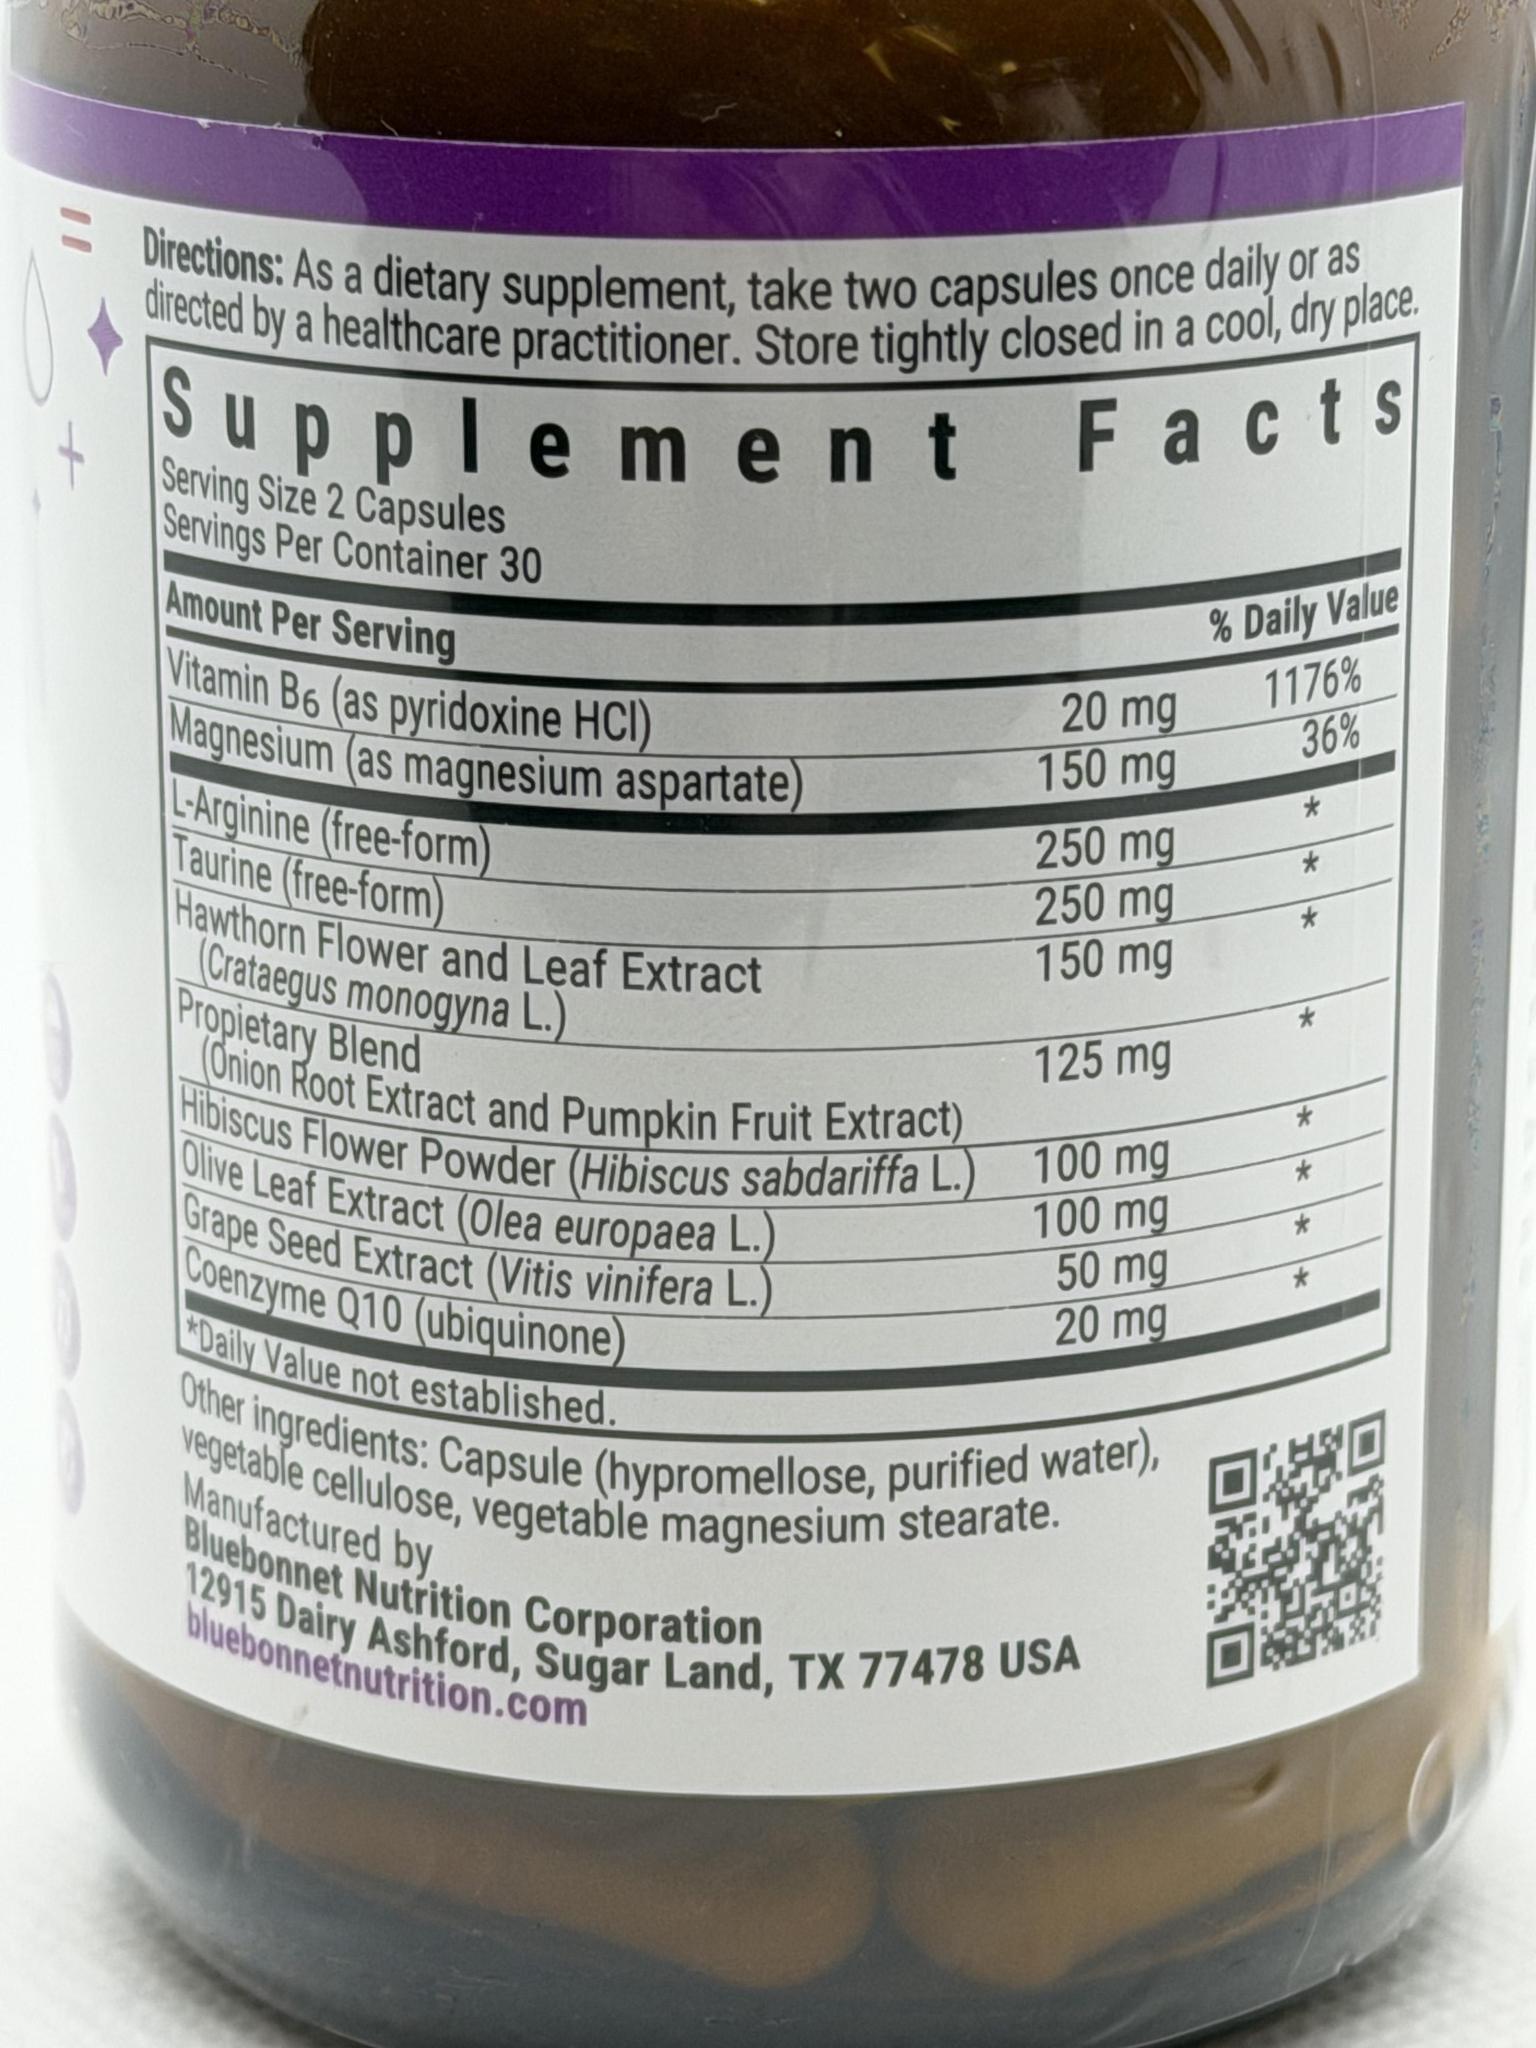 Directions: As a dietary supplement, take two capsules once daily or as
directed by a healthcare practitioner. Store tightly closed in a cool, dry place.
Supplement Facts
Serving Size 2 Capsules
Servings Per Container 30
Amount Per Serving % Daily Value
Vitamin B6 (as pyridoxine HCl) 20 mg 1176%
Magnesium (as magnesium aspartate) 150 mg 36%
L-Arginine (free-form) 250 mg *
Taurine (free-form) 250 mg *
Hawthorn Flower and Leaf Extract 150 mg *
(Crataegus monogyna L.)
Propietary Blend 125 mg *
(Onion Root Extract and Pumpkin Fruit Extract)
Hibiscus Flower Powder (Hibiscus sabdariffa L.) 100 mg *
Olive Leaf Extract (Olea europaea L.) 100 mg *
Grape Seed Extract (Vitis vinifera L.) 50 mg *
Coenzyme Q10 (ubiquinone) 20 mg *
*Daily Value not established.
Other ingredients: Capsule (hypromellose, purified water),
vegetable cellulose, vegetable magnesium stearate.
Manufactured by
Bluebonnet Nutrition Corporation
12915 Dairy Ashford, Sugar Land, TX 77478 USA
bluebonnetnutrition.com